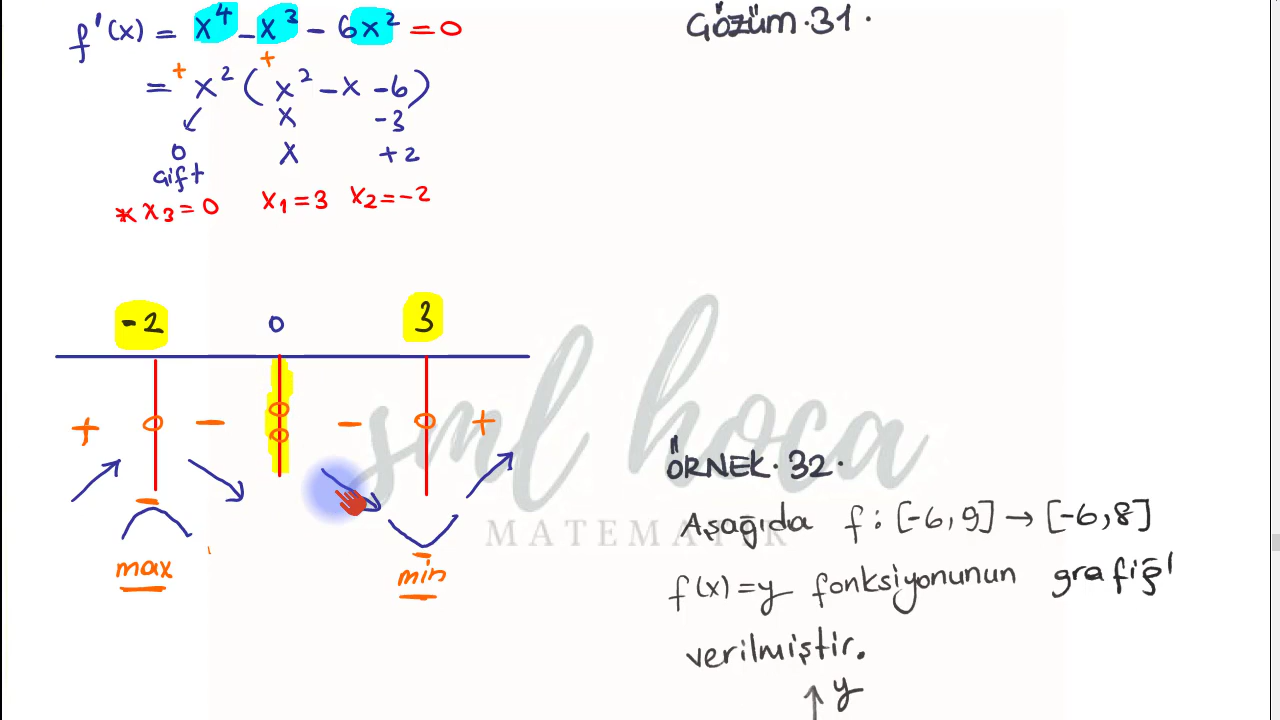 f'(x) = x⁴ - x³ - 6x² = 0
= + x² ( + x² - x - 6 )
x -3
0 x +2
çift
* x₃ = 0 x₁ = 3 x₂ = -2
-2 0 3
+ - - +
max min
Çözüm.31.
ÖRNEK.32.
Aşağıda f : [-6,9] → [-6,8]
f(x) = y fonksiyonunun grafiği
verilmiştir.
y
sml hoca
MATEMATİK